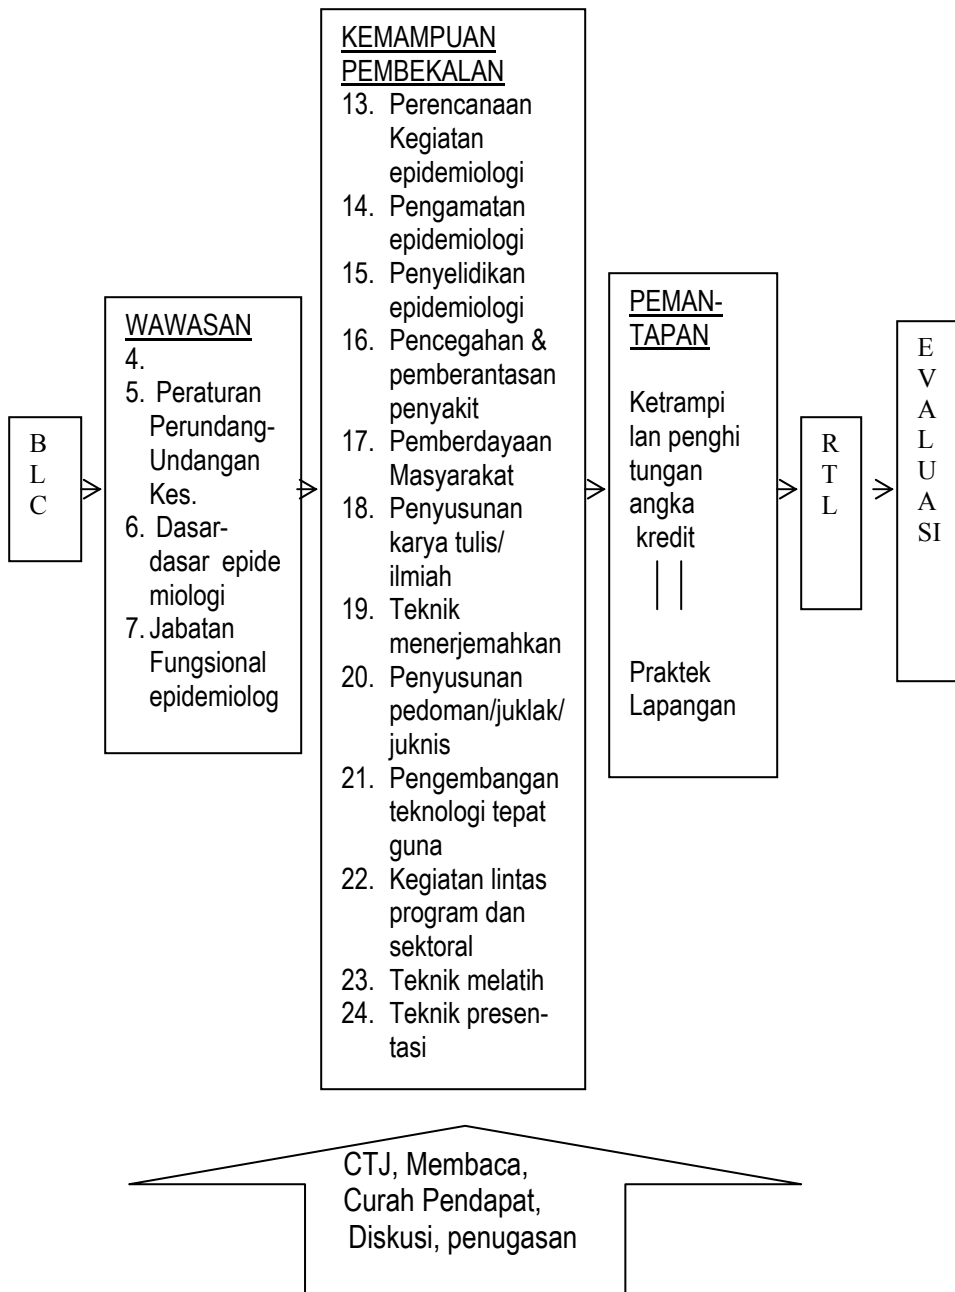 B
L
C
WAWASAN
4.
5. Peraturan
Perundang-
Undangan
Kes.
6. Dasar-
dasar epide
miologi
7. Jabatan
Fungsional
epidemiolog
KEMAMPUAN
PEMBEKALAN
13. Perencanaan
Kegiatan
epidemiologi
14. Pengamatan
epidemiologi
15. Penyelidikan
epidemiologi
16. Pencegahan &
pemberantasan
penyakit
17. Pemberdayaan
Masyarakat
18. Penyusunan
karya tulis/
ilmiah
19. Teknik
menerjemahkan
20. Penyusunan
pedoman/juklak/
juknis
21. Pengembangan
teknologi tepat
guna
22. Kegiatan lintas
program dan
sektoral
23. Teknik melatih
24. Teknik presen-
tasi
PEMAN-
TAPAN
Ketrampi
lan penghi
tungan
angka
kredit
Praktek
Lapangan
R
T
L
E
V
A
L
U
A
SI
CTJ, Membaca,
Curah Pendapat,
Diskusi, penugasan